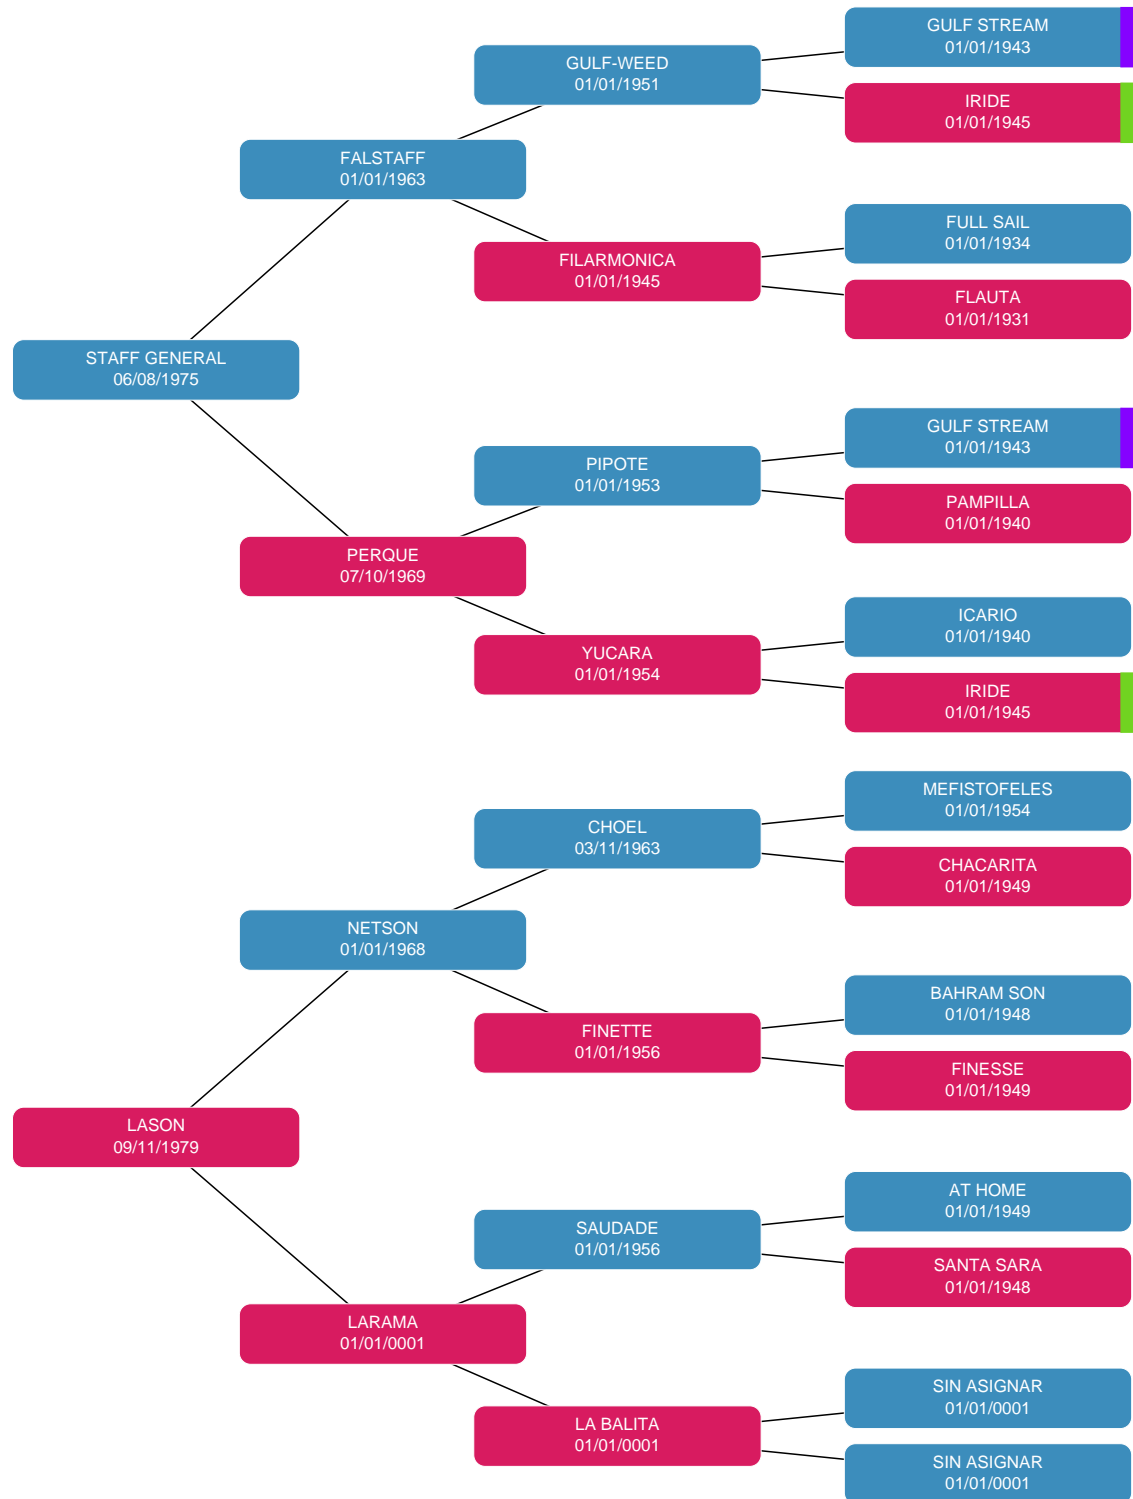 GULF STREAM
01/01/1943
GULF-WEED
01/01/1951
IRIDE
01/01/1945
FALSTAFF
01/01/1963
FULL SAIL
01/01/1934
FILARMONICA
01/01/1945
FLAUTA
01/01/1931
STAFF GENERAL
06/08/1975
GULF STREAM
01/01/1943
PIPOTE
01/01/1953
PAMPILLA
01/01/1940
PERQUE
07/10/1969
ICARIO
01/01/1940
YUCARA
01/01/1954
IRIDE
01/01/1945
MEFISTOFELES
01/01/1954
CHOEL
03/11/1963
CHACARITA
01/01/1949
NETSON
01/01/1968
BAHRAM SON
01/01/1948
FINETTE
01/01/1956
FINESSE
01/01/1949
LASON
09/11/1979
AT HOME
01/01/1949
SAUDADE
01/01/1956
SANTA SARA
01/01/1948
LARAMA
01/01/0001
SIN ASIGNAR
01/01/0001
LA BALITA
01/01/0001
SIN ASIGNAR
01/01/0001